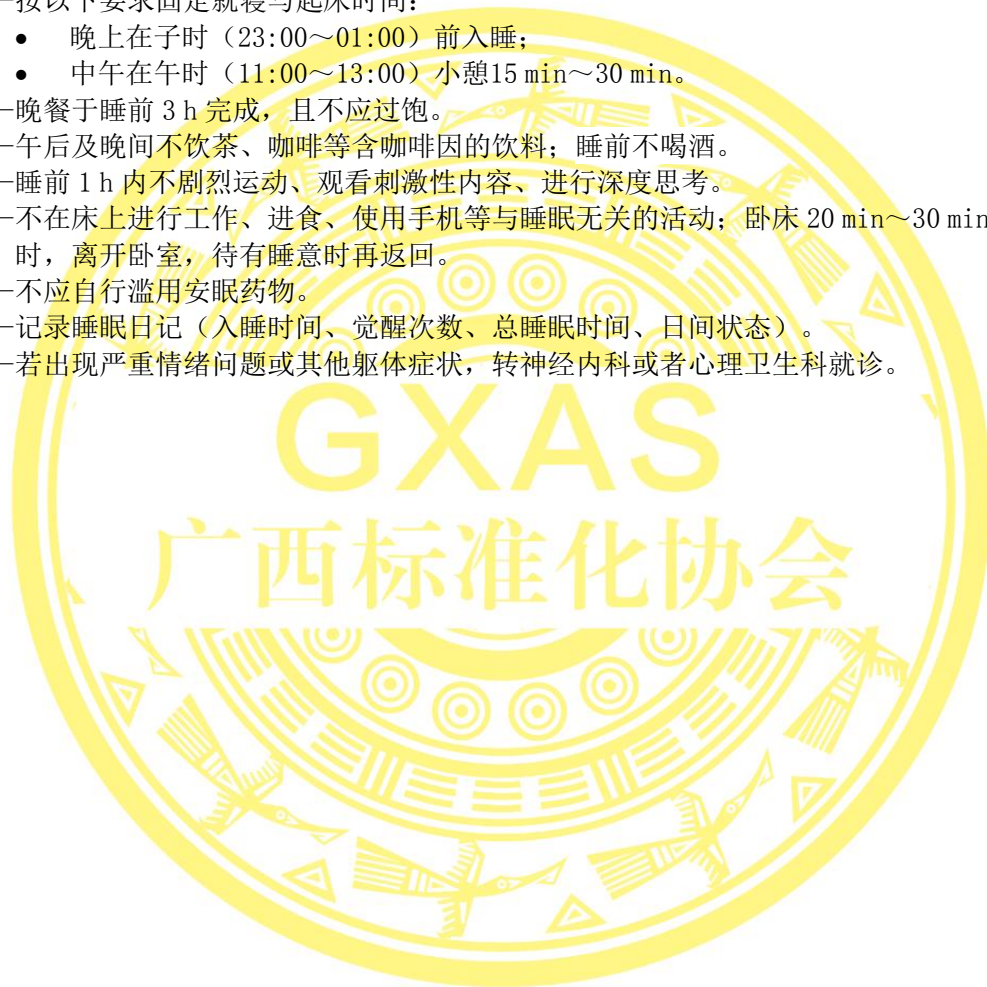 —按以下要求固定就寝与起床时间：
• 晚上在子时（23:00～01:00）前入睡；
• 中午在午时（11:00～13:00）小憩15 min～30 min。
—晚餐于睡前 3 h 完成，且不应过饱。
—午后及晚间不饮茶、咖啡等含咖啡因的饮料；睡前不喝酒。
—睡前 1 h 内不剧烈运动、观看刺激性内容、进行深度思考。
—不在床上进行工作、进食、使用手机等与睡眠无关的活动；卧床 20 min～30 min
时，离开卧室，待有睡意时再返回。
—不应自行滥用安眠药物。
—记录睡眠日记（入睡时间、觉醒次数、总睡眠时间、日间状态）。
—若出现严重情绪问题或其他躯体症状，转神经内科或者心理卫生科就诊。
GXAS
广西标准化协会